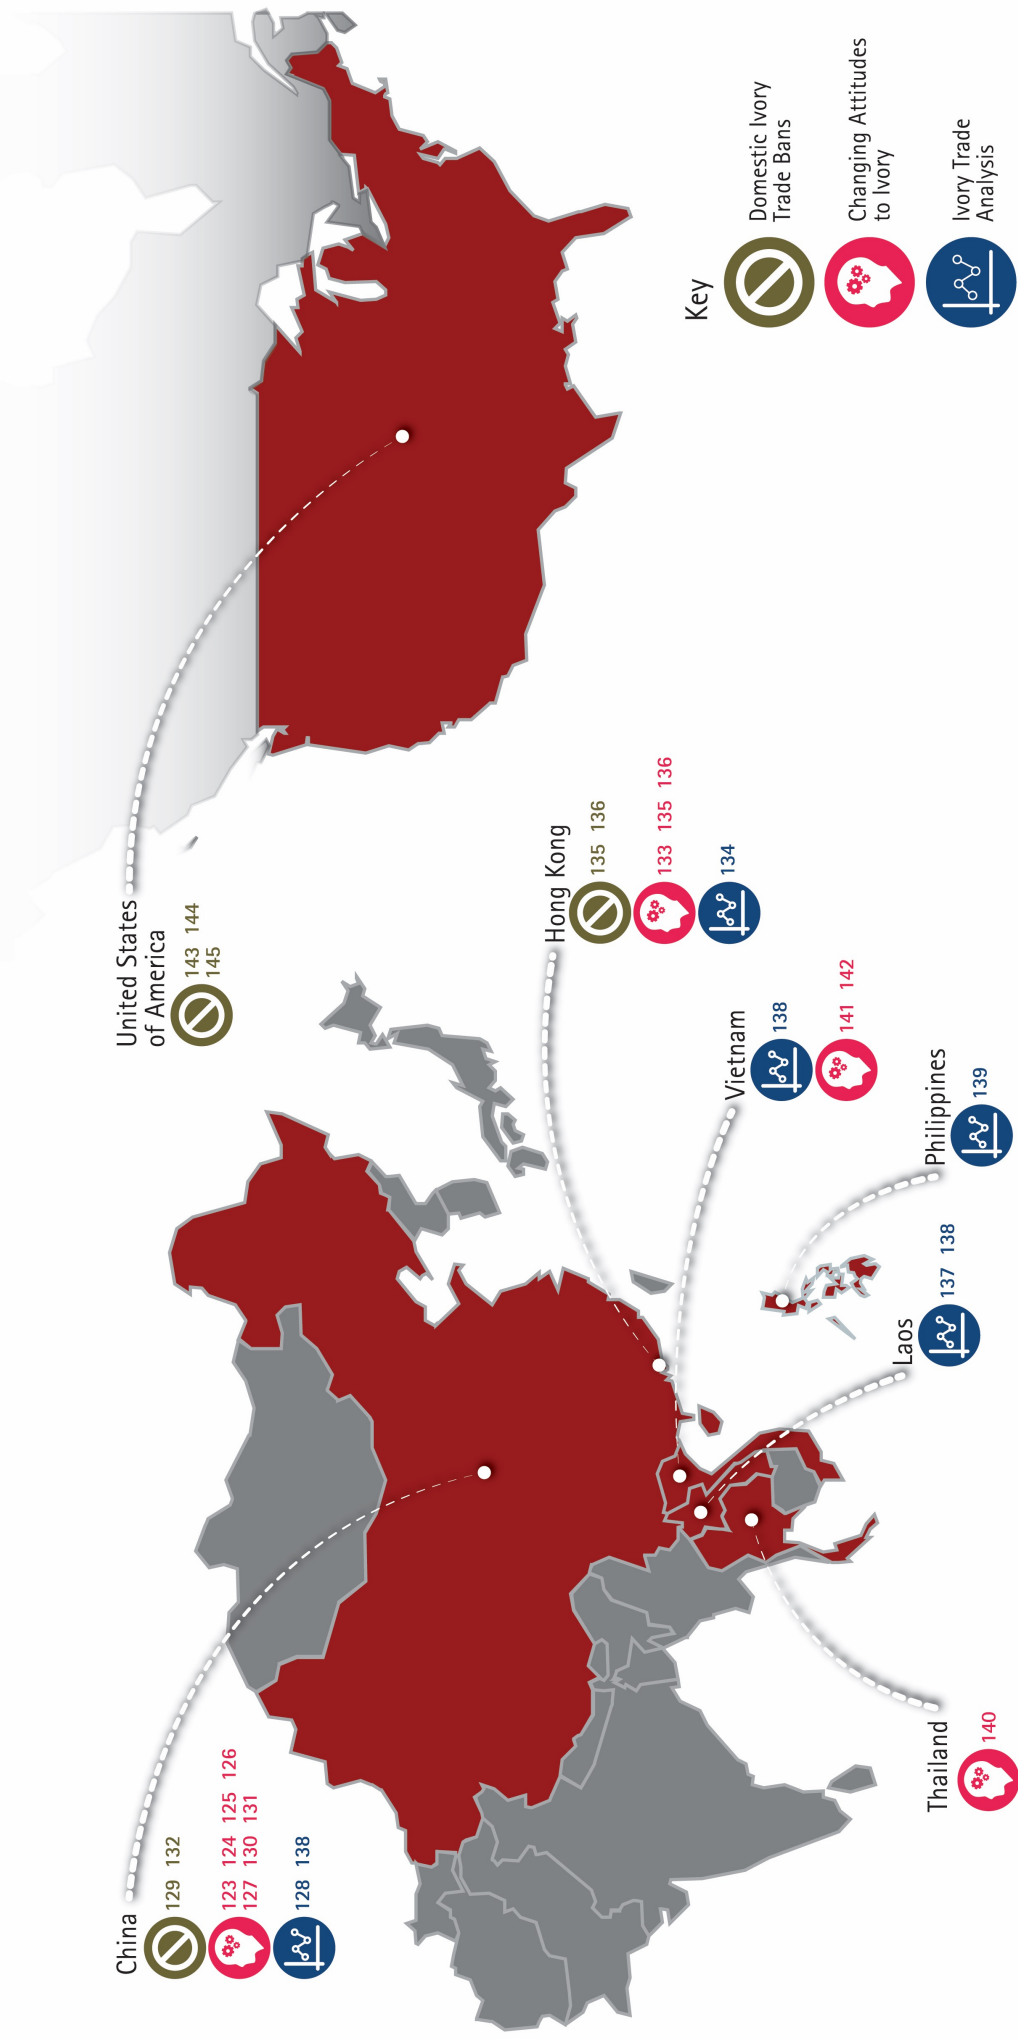 China
129 132
123 124 125 126
127 130 131
128 138
United States
of America
143 144
145
Hong Kong
135 136
133 135 136
134
Vietnam
138
141 142
Philippines
139
Laos
137 138
Thailand
140
Key
Domestic Ivory
Trade Bans
Changing Attitudes
to Ivory
Ivory Trade
Analysis